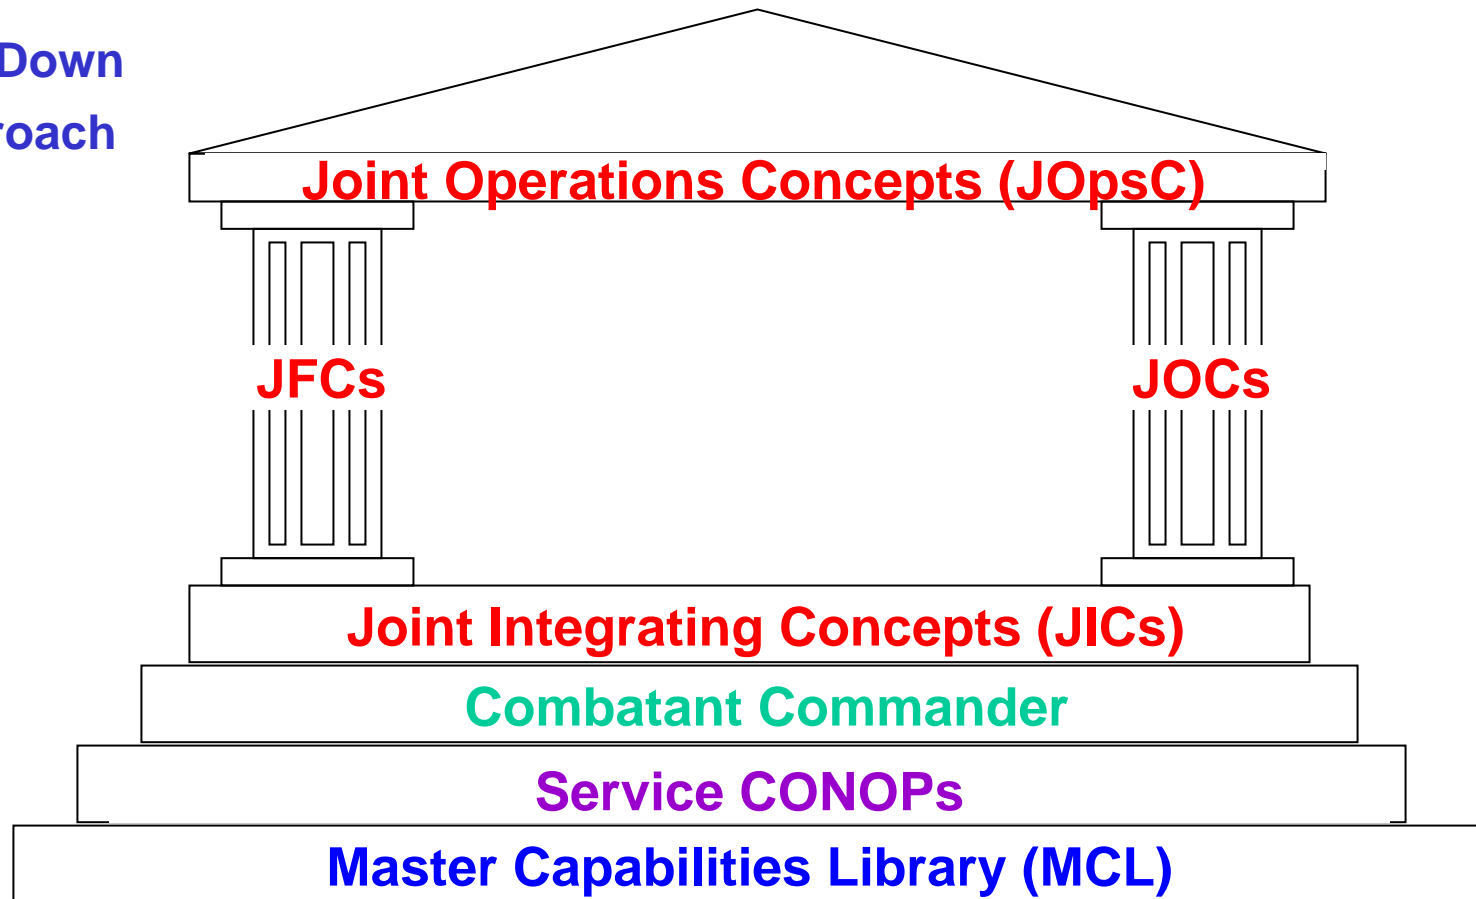 Down
roach
Joint Operations Concepts (JOpsC)
JFCs
JOCs
Joint Integrating Concepts (JICs)
Combatant Commander
Service CONOPs
Master Capabilities Library (MCL)